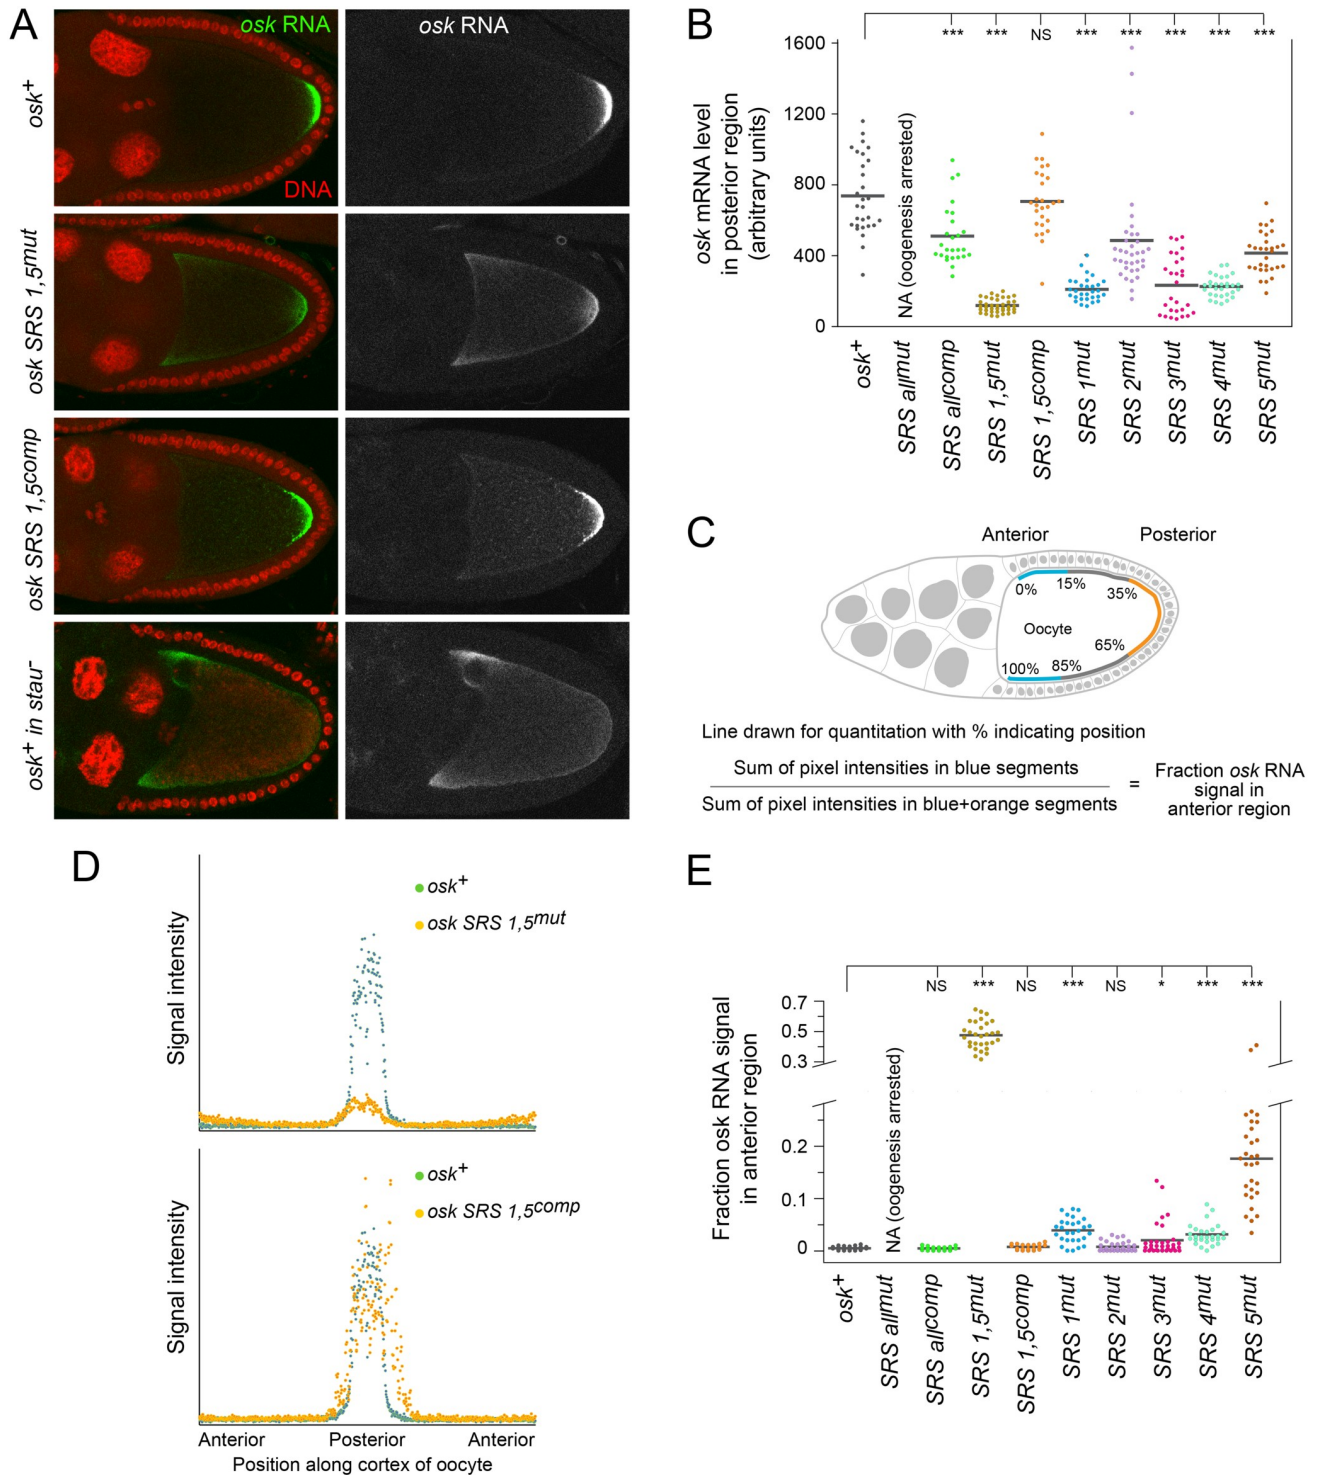 A
osk RNA
osk RNA
DNA
osk+
osk SRS 1,5mut
osk SRS 1,5comp
osk+ in stau-
B
*** *** NS *** *** *** *** ***
osk mRNA level
in posterior region
(arbitrary units)
1600
1200
800
400
0
NA (oogenesis arrested)
osk+
SRS allmut
SRS allcomp
SRS 1,5mut
SRS 1,5comp
SRS 1mut
SRS 2mut
SRS 3mut
SRS 4mut
SRS 5mut
C
Anterior Posterior
0% 15% 35%
Oocyte
65%
100% 85%
Line drawn for quantitation with % indicating position
Sum of pixel intensities in blue segments
Sum of pixel intensities in blue+orange segments
=
Fraction osk RNA
signal in
anterior region
D
Signal intensity
osk+
osk SRS 1,5mut
Signal intensity
osk+
osk SRS 1,5comp
Anterior Posterior Anterior
Position along cortex of oocyte
E
NS *** NS *** NS * *** ***
Fraction osk RNA signal
in anterior region
0.7
0.5
0.3
0.2
0.1
0
NA (oogenesis arrested)
osk+
SRS allmut
SRS allcomp
SRS 1,5mut
SRS 1,5comp
SRS 1mut
SRS 2mut
SRS 3mut
SRS 4mut
SRS 5mut